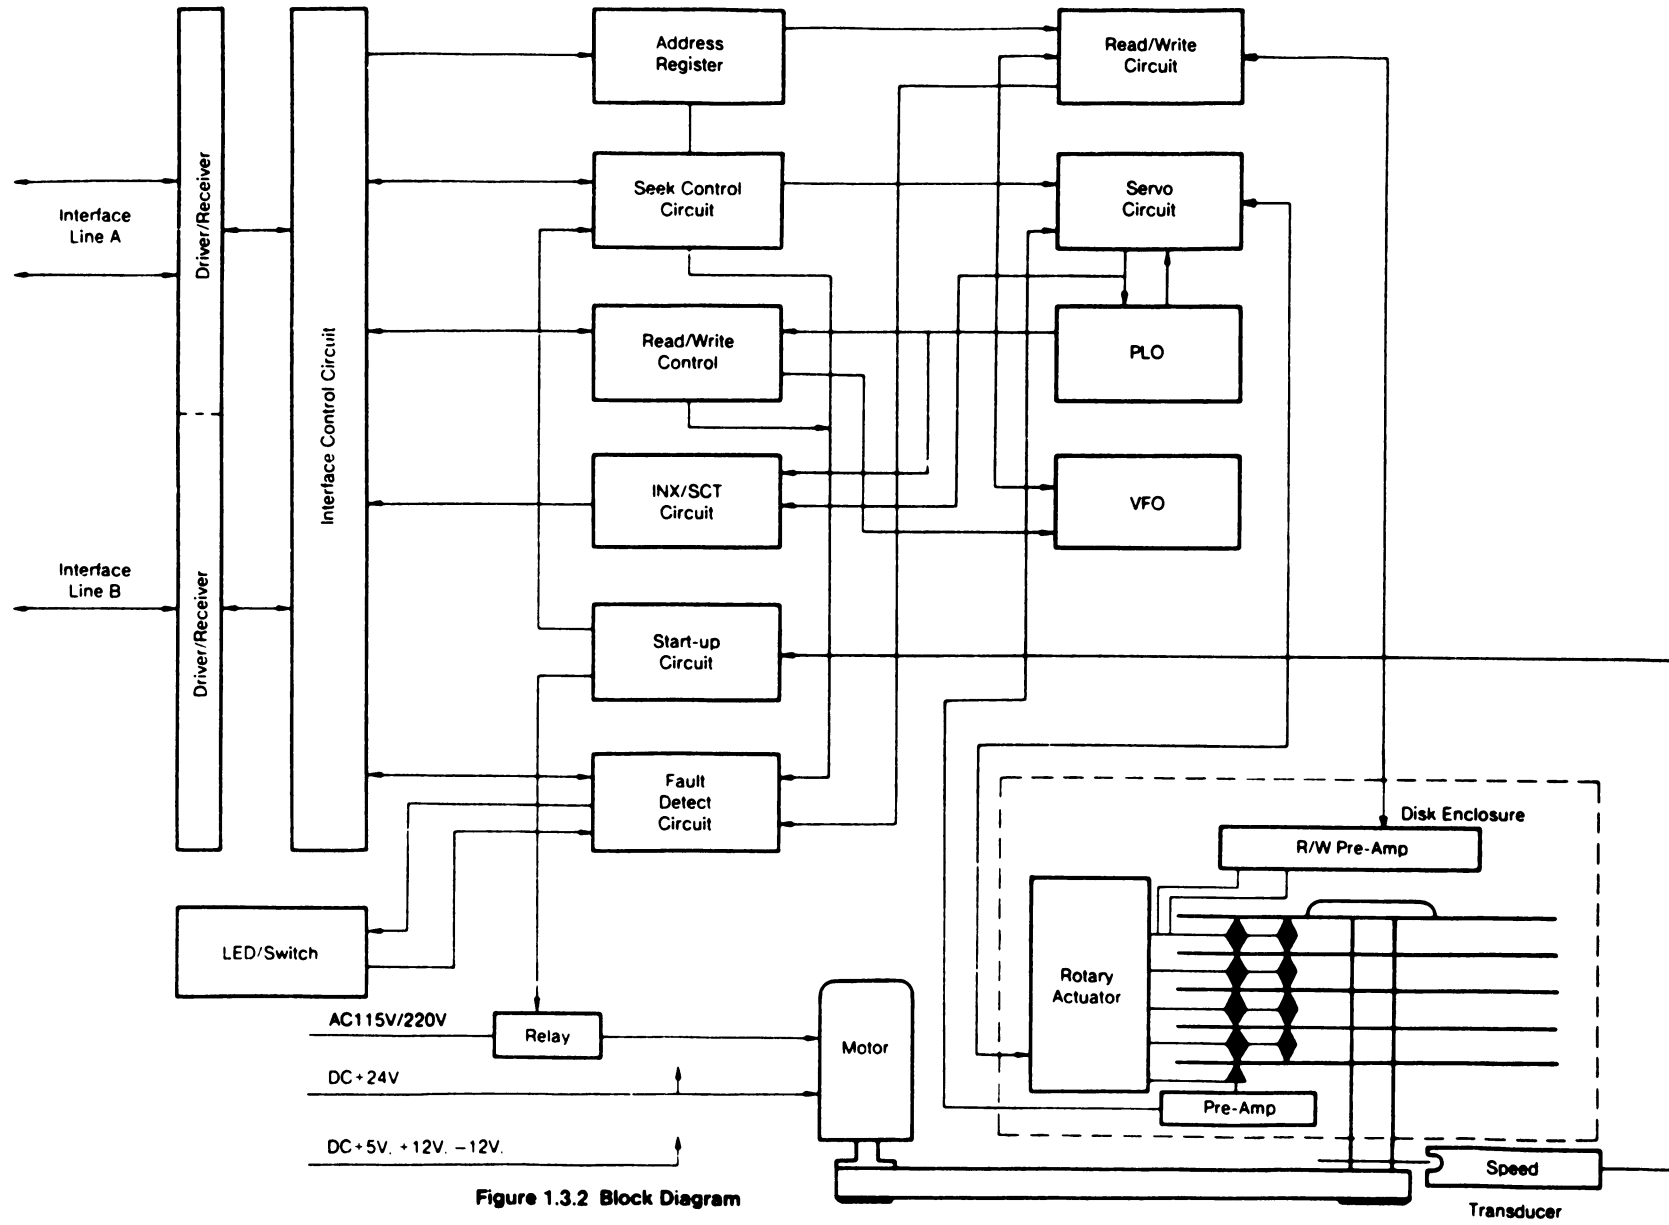 Address
Register
Read/Write
Circuit
Interface
Line A
Driver/Receiver
Interface Control Circuit
Seek Control
Circuit
Servo
Circuit
Read/Write
Control
PLO
INX/SCT
Circuit
VFO
Interface
Line B
Driver/Receiver
Start-up
Circuit
Fault
Detect
Circuit
Disk Enclosure
R/W Pre-Amp
LED/Switch
Rotary
Actuator
AC115V/220V
Relay
Motor
DC+24V
Pre-Amp
DC+5V. +12V. −12V.
Speed
Transducer
Figure 1.3.2 Block Diagram